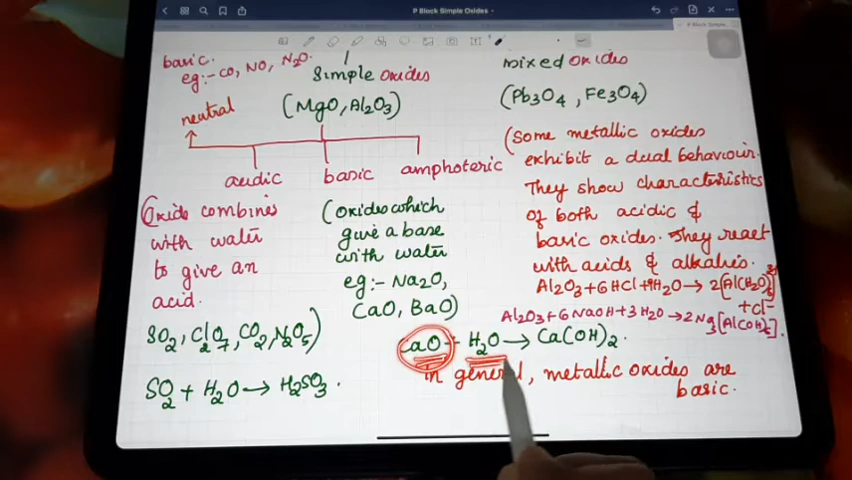 P Block Simple Oxides
P Block Simple
basic.
eg:- CO, NO, N2O.
neutral
simple oxides
(MgO, Al2O3)
acidic
basic
amphoteric
Oxide combines
with water
to give an
acid.
SO2, Cl2O7, CO2, N2O5)
SO2 + H2O → H2SO3.
(oxides which
give a base
with water
eg:- Na2O,
CaO, BaO)
CaO + H2O → Ca(OH)2.
in general, metallic oxides are
basic.
mixed oxides
(Pb3O4, Fe3O4)
(Some metallic oxides
exhibit a dual behaviour.
They show characteristics
of both acidic &
basic oxides. They react
with acids & alkalies.
Al2O3+6HCl+9H2O→2[Al(H2O)6]3+
+Cl-
Al2O3+6NaOH+3H2O→2Na3[Al(OH)6].